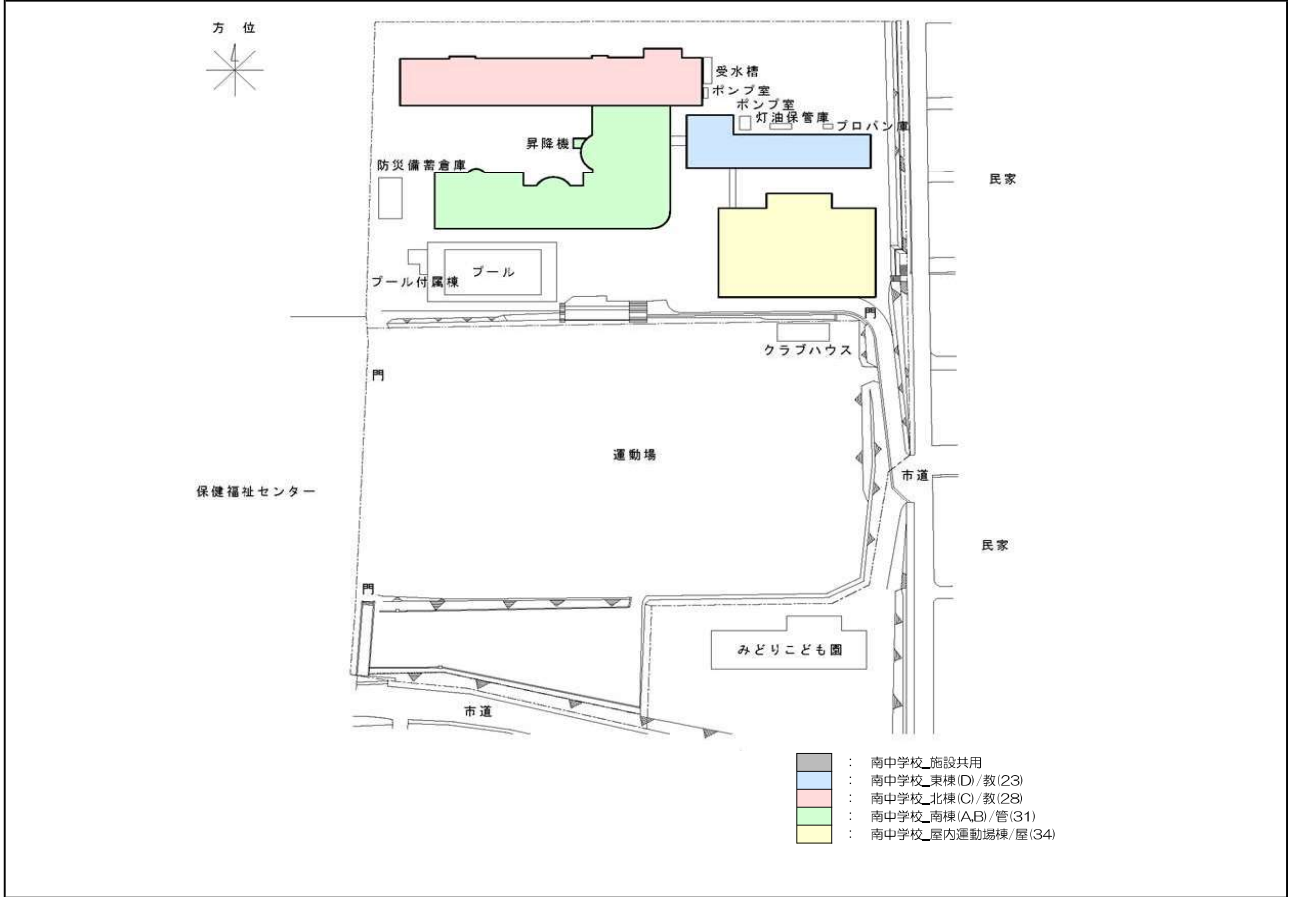 方位
受水槽
ポンプ室
ポンプ室
灯油保管庫
プロパン庫
昇降機
防災備蓄倉庫
民家
プール
プール付属棟
門
クラブハウス
門
運動場
市道
保健福祉センター
民家
門
みどりこども園
市道
： 南中学校_施設共用
： 南中学校_東棟(D)/教(23)
： 南中学校_北棟(C)/教(28)
： 南中学校_南棟(A,B)/管(31)
： 南中学校_屋内運動場棟/屋(34)